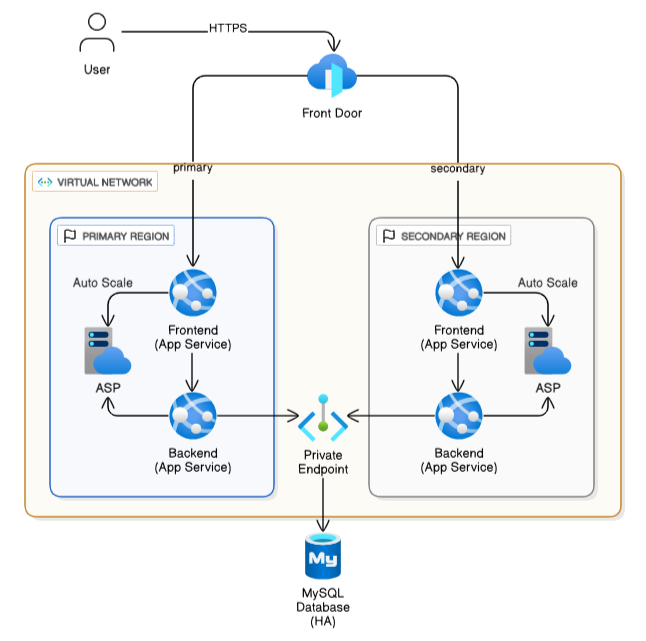 HTTPS
User
Front Door
primary
secondary
VIRTUAL NETWORK
PRIMARY REGION
SECONDARY REGION
Auto Scale
Auto Scale
Frontend
(App Service)
Frontend
(App Service)
ASP
ASP
Backend
(App Service)
Private
Endpoint
Backend
(App Service)
My
MySQL
Database
(HA)